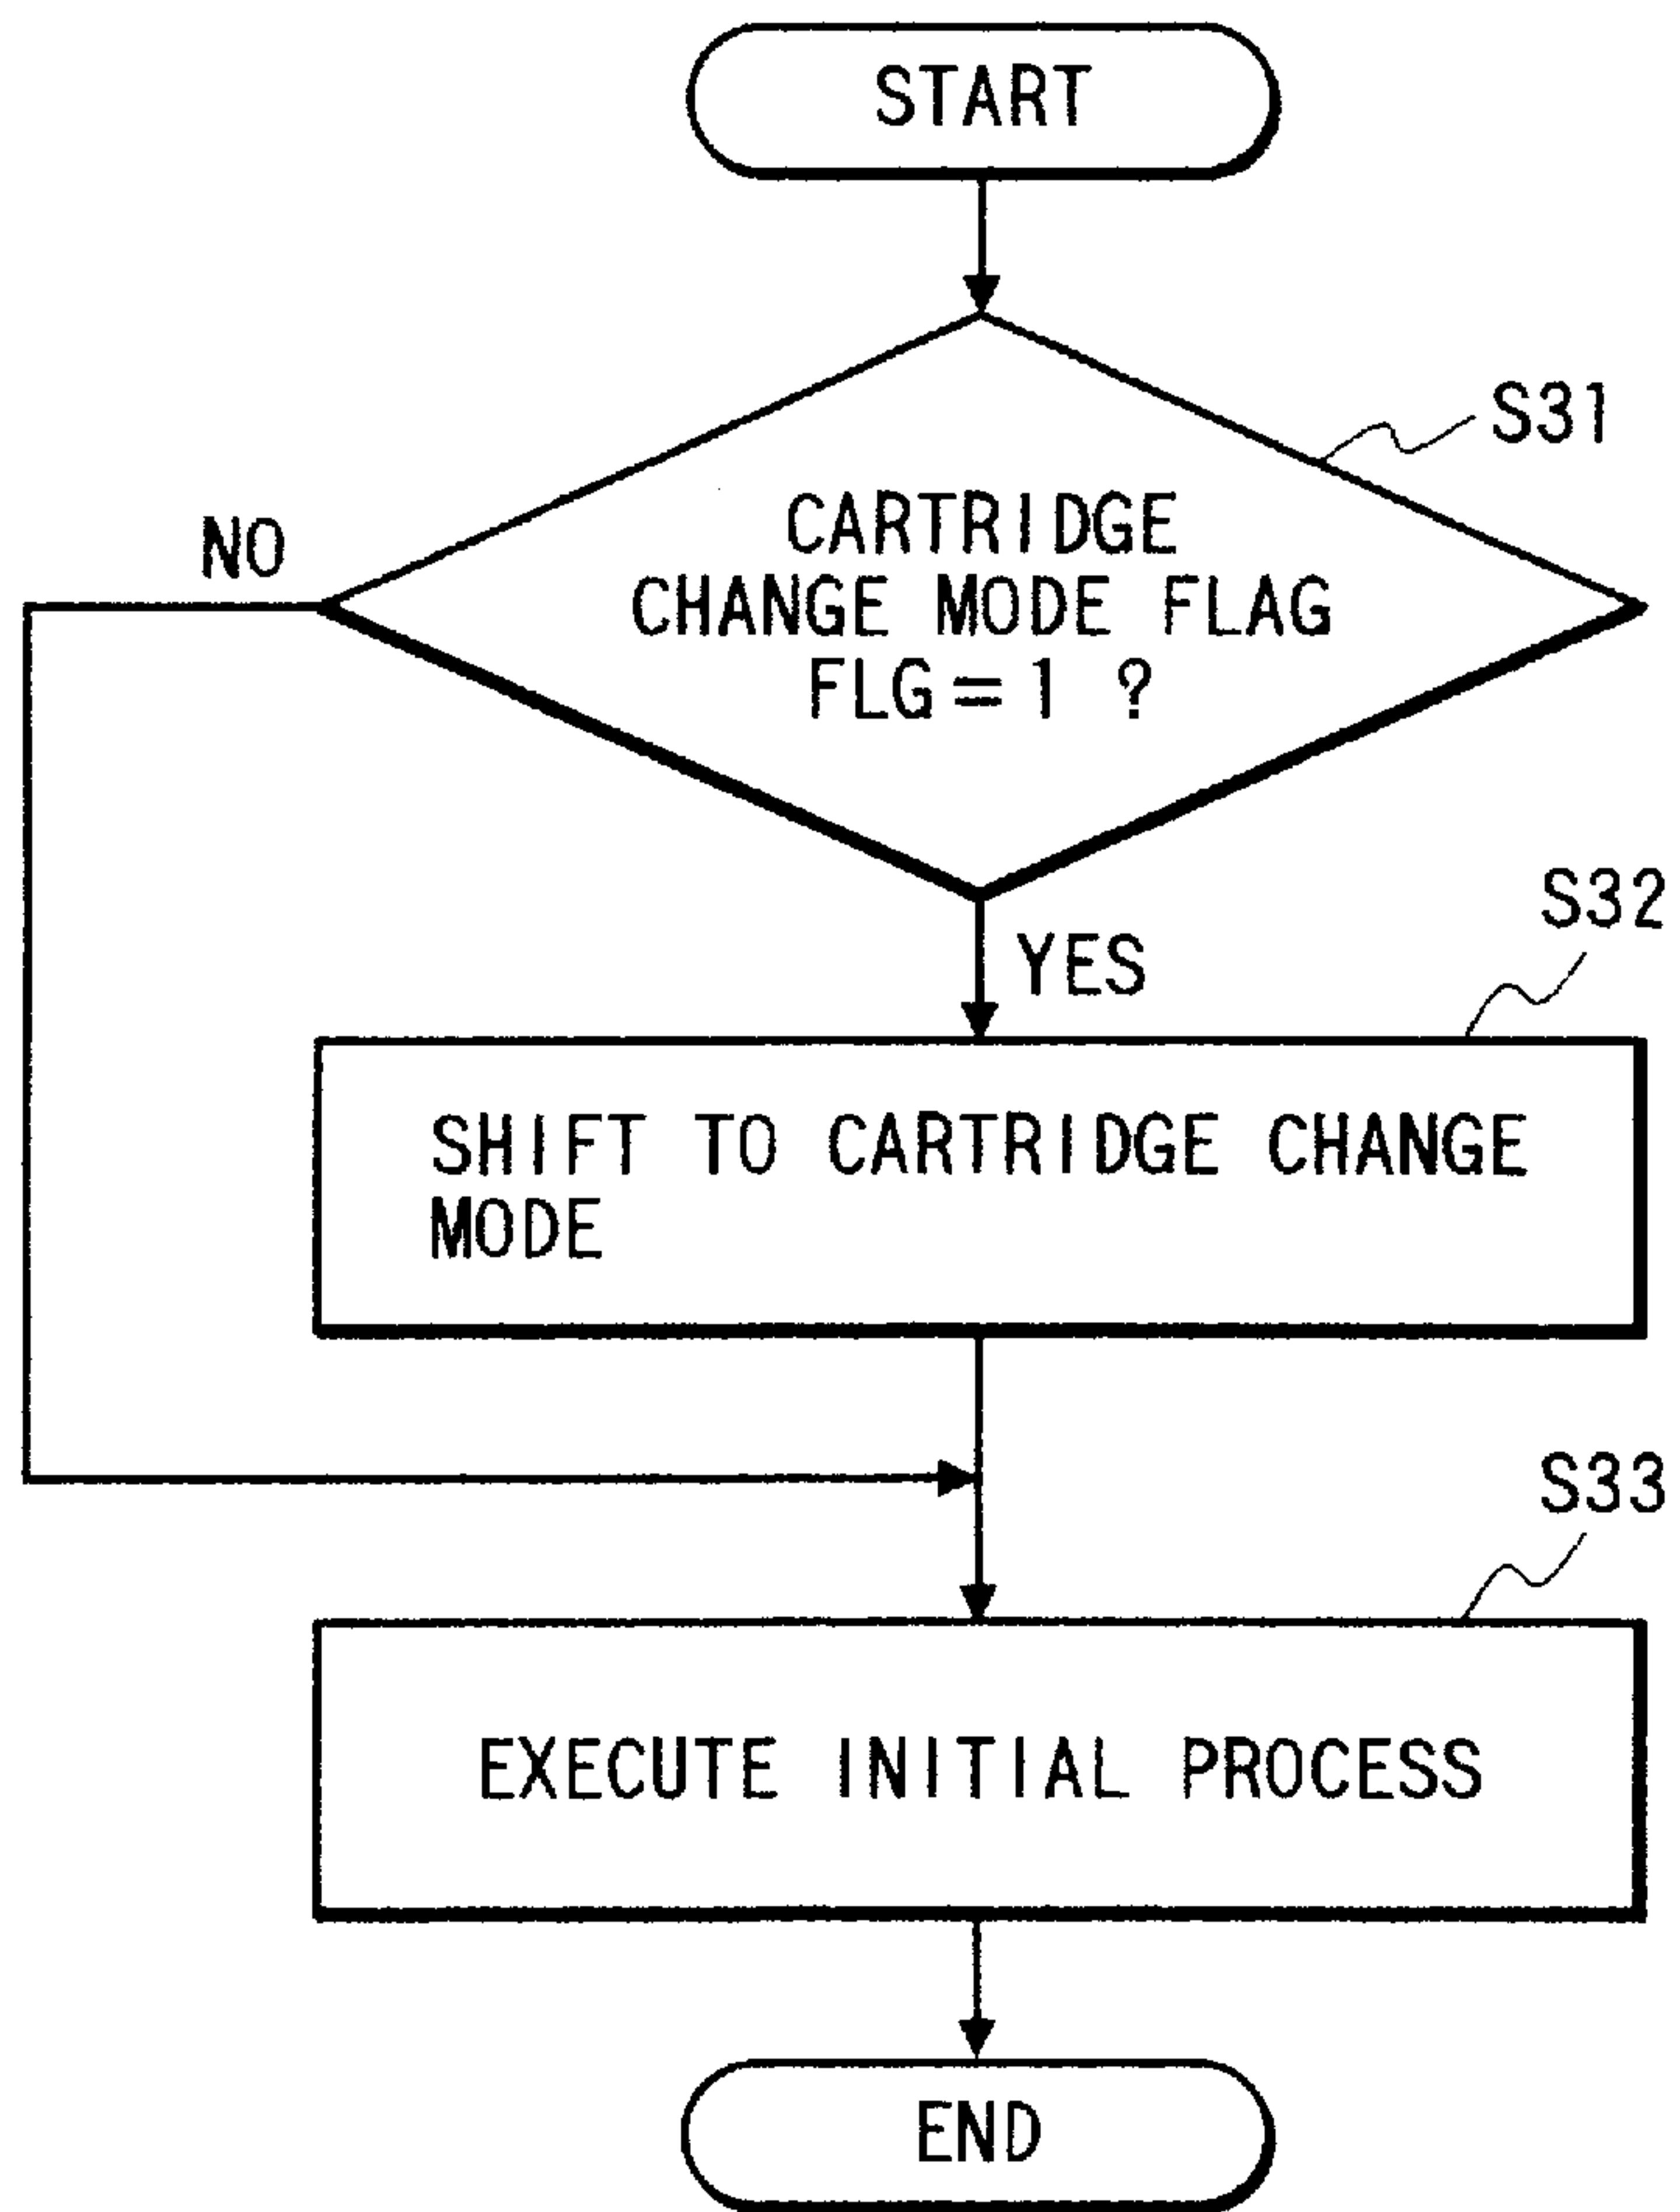 START
S31
CARTRIDGE
CHANGE MODE FLAG
FLG=1 ?
NO
S32
YES
SHIFT TO CARTRIDGE CHANGE
MODE
S33
EXECUTE INITIAL PROCESS
END